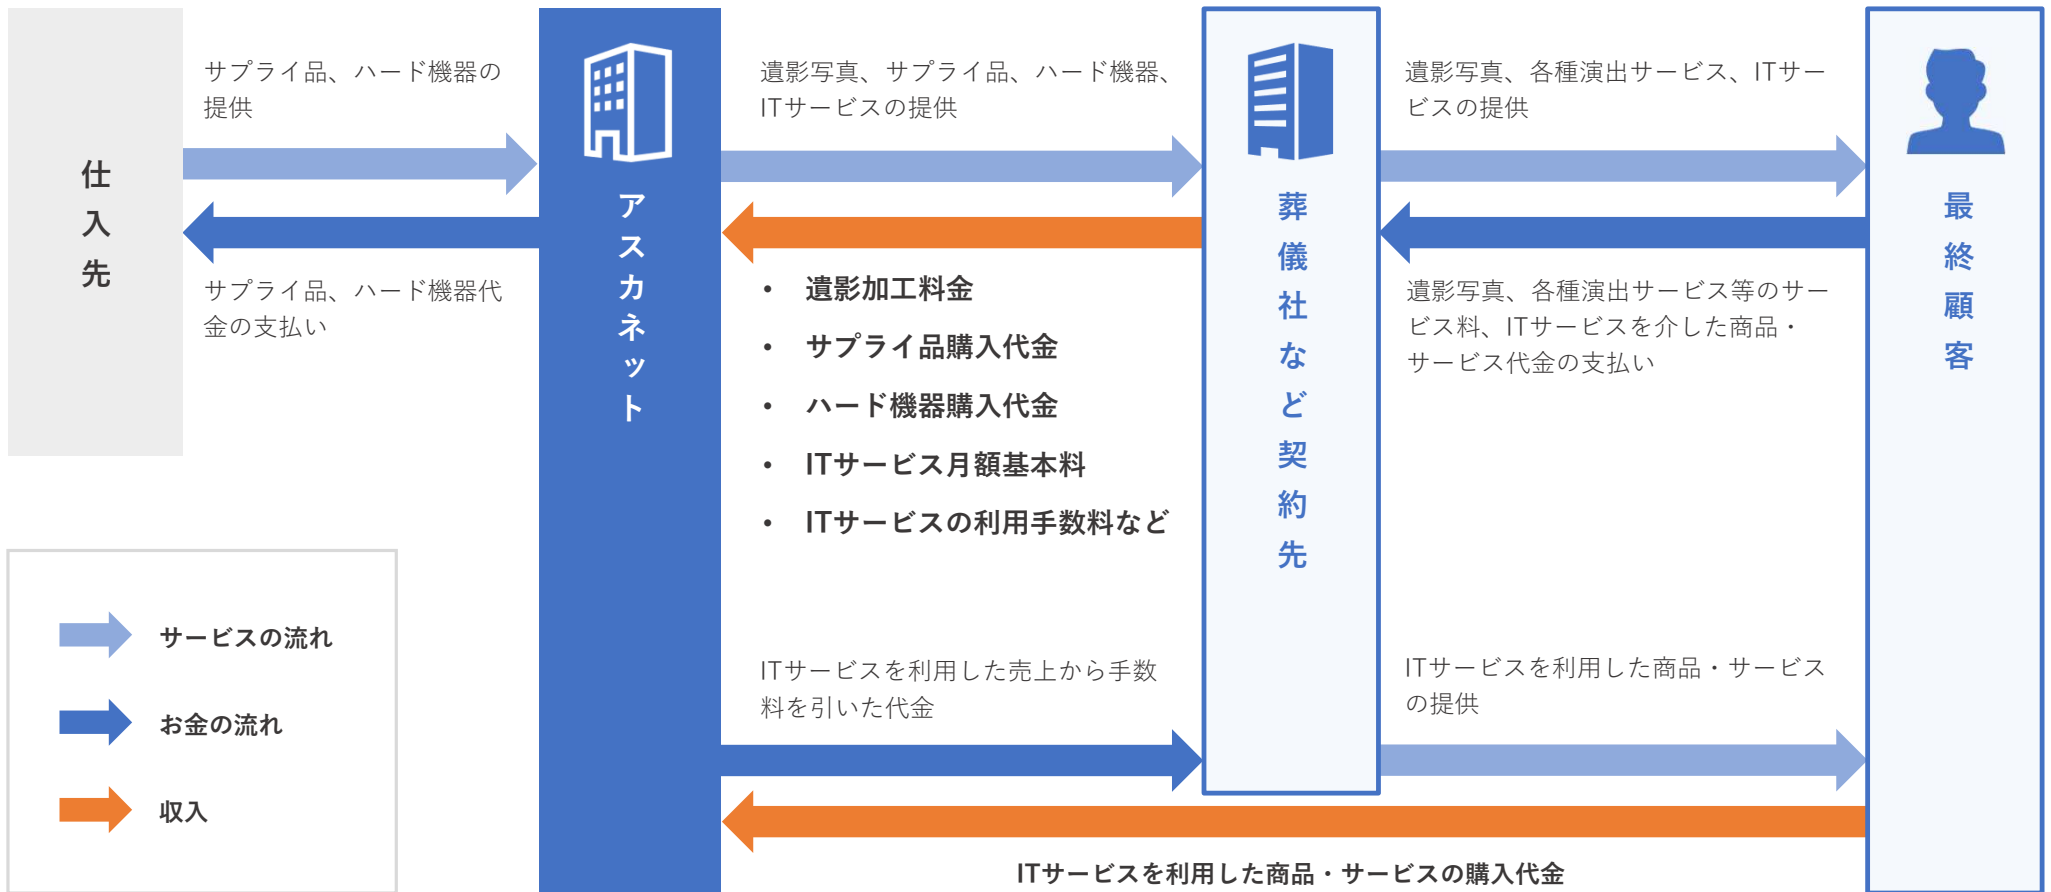 仕入先
サプライ品、ハード機器の
提供
サプライ品、ハード機器代
金の支払い
アスカネット
遺影写真、サプライ品、ハード機器、
ITサービスの提供
• 遺影加工料金
• サプライ品購入代金
• ハード機器購入代金
• ITサービス月額基本料
• ITサービスの利用手数料など
ITサービスを利用した売上から手数
料を引いた代金
葬儀社など契約先
遺影写真、各種演出サービス、ITサー
ビスの提供
遺影写真、各種演出サービス等のサー
ビス料、ITサービスを介した商品・
サービス代金の支払い
ITサービスを利用した商品・サービス
の提供
最終顧客
ITサービスを利用した商品・サービスの購入代金
サービスの流れ
お金の流れ
収入